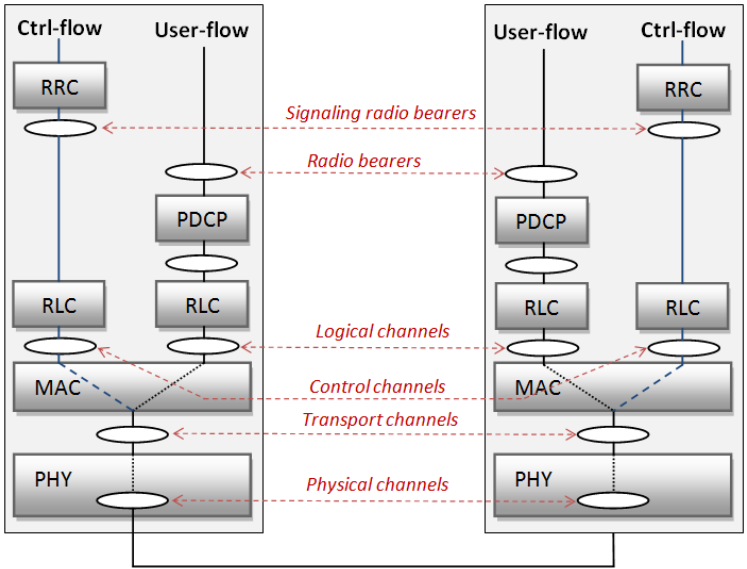 Ctrl-flow User-flow User-flow Ctrl-flow
RRC RRC
Signaling radio bearers
Radio bearers
PDCP PDCP
RLC RLC RLC RLC
Logical channels
MAC Control channels MAC
Transport channels
PHY Physical channels PHY